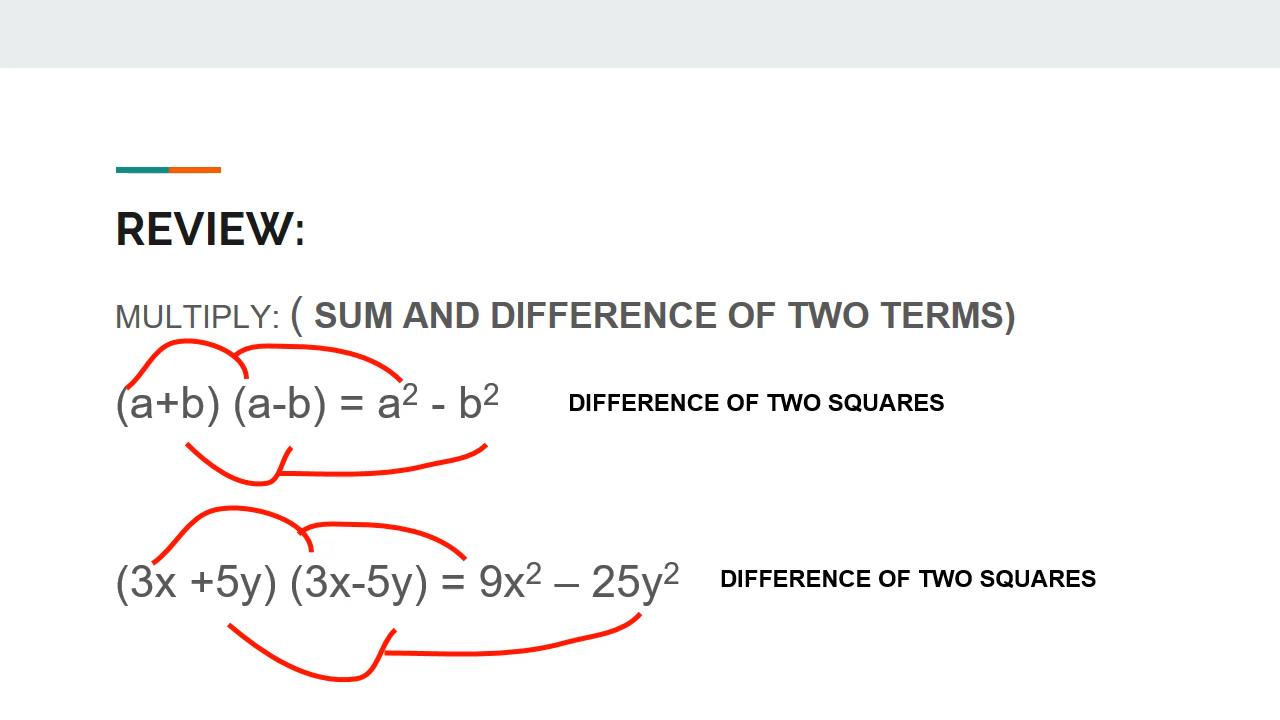 REVIEW:
MULTIPLY: ( SUM AND DIFFERENCE OF TWO TERMS)
(a+b) (a-b) = a² - b² DIFFERENCE OF TWO SQUARES
(3x +5y) (3x-5y) = 9x² – 25y² DIFFERENCE OF TWO SQUARES